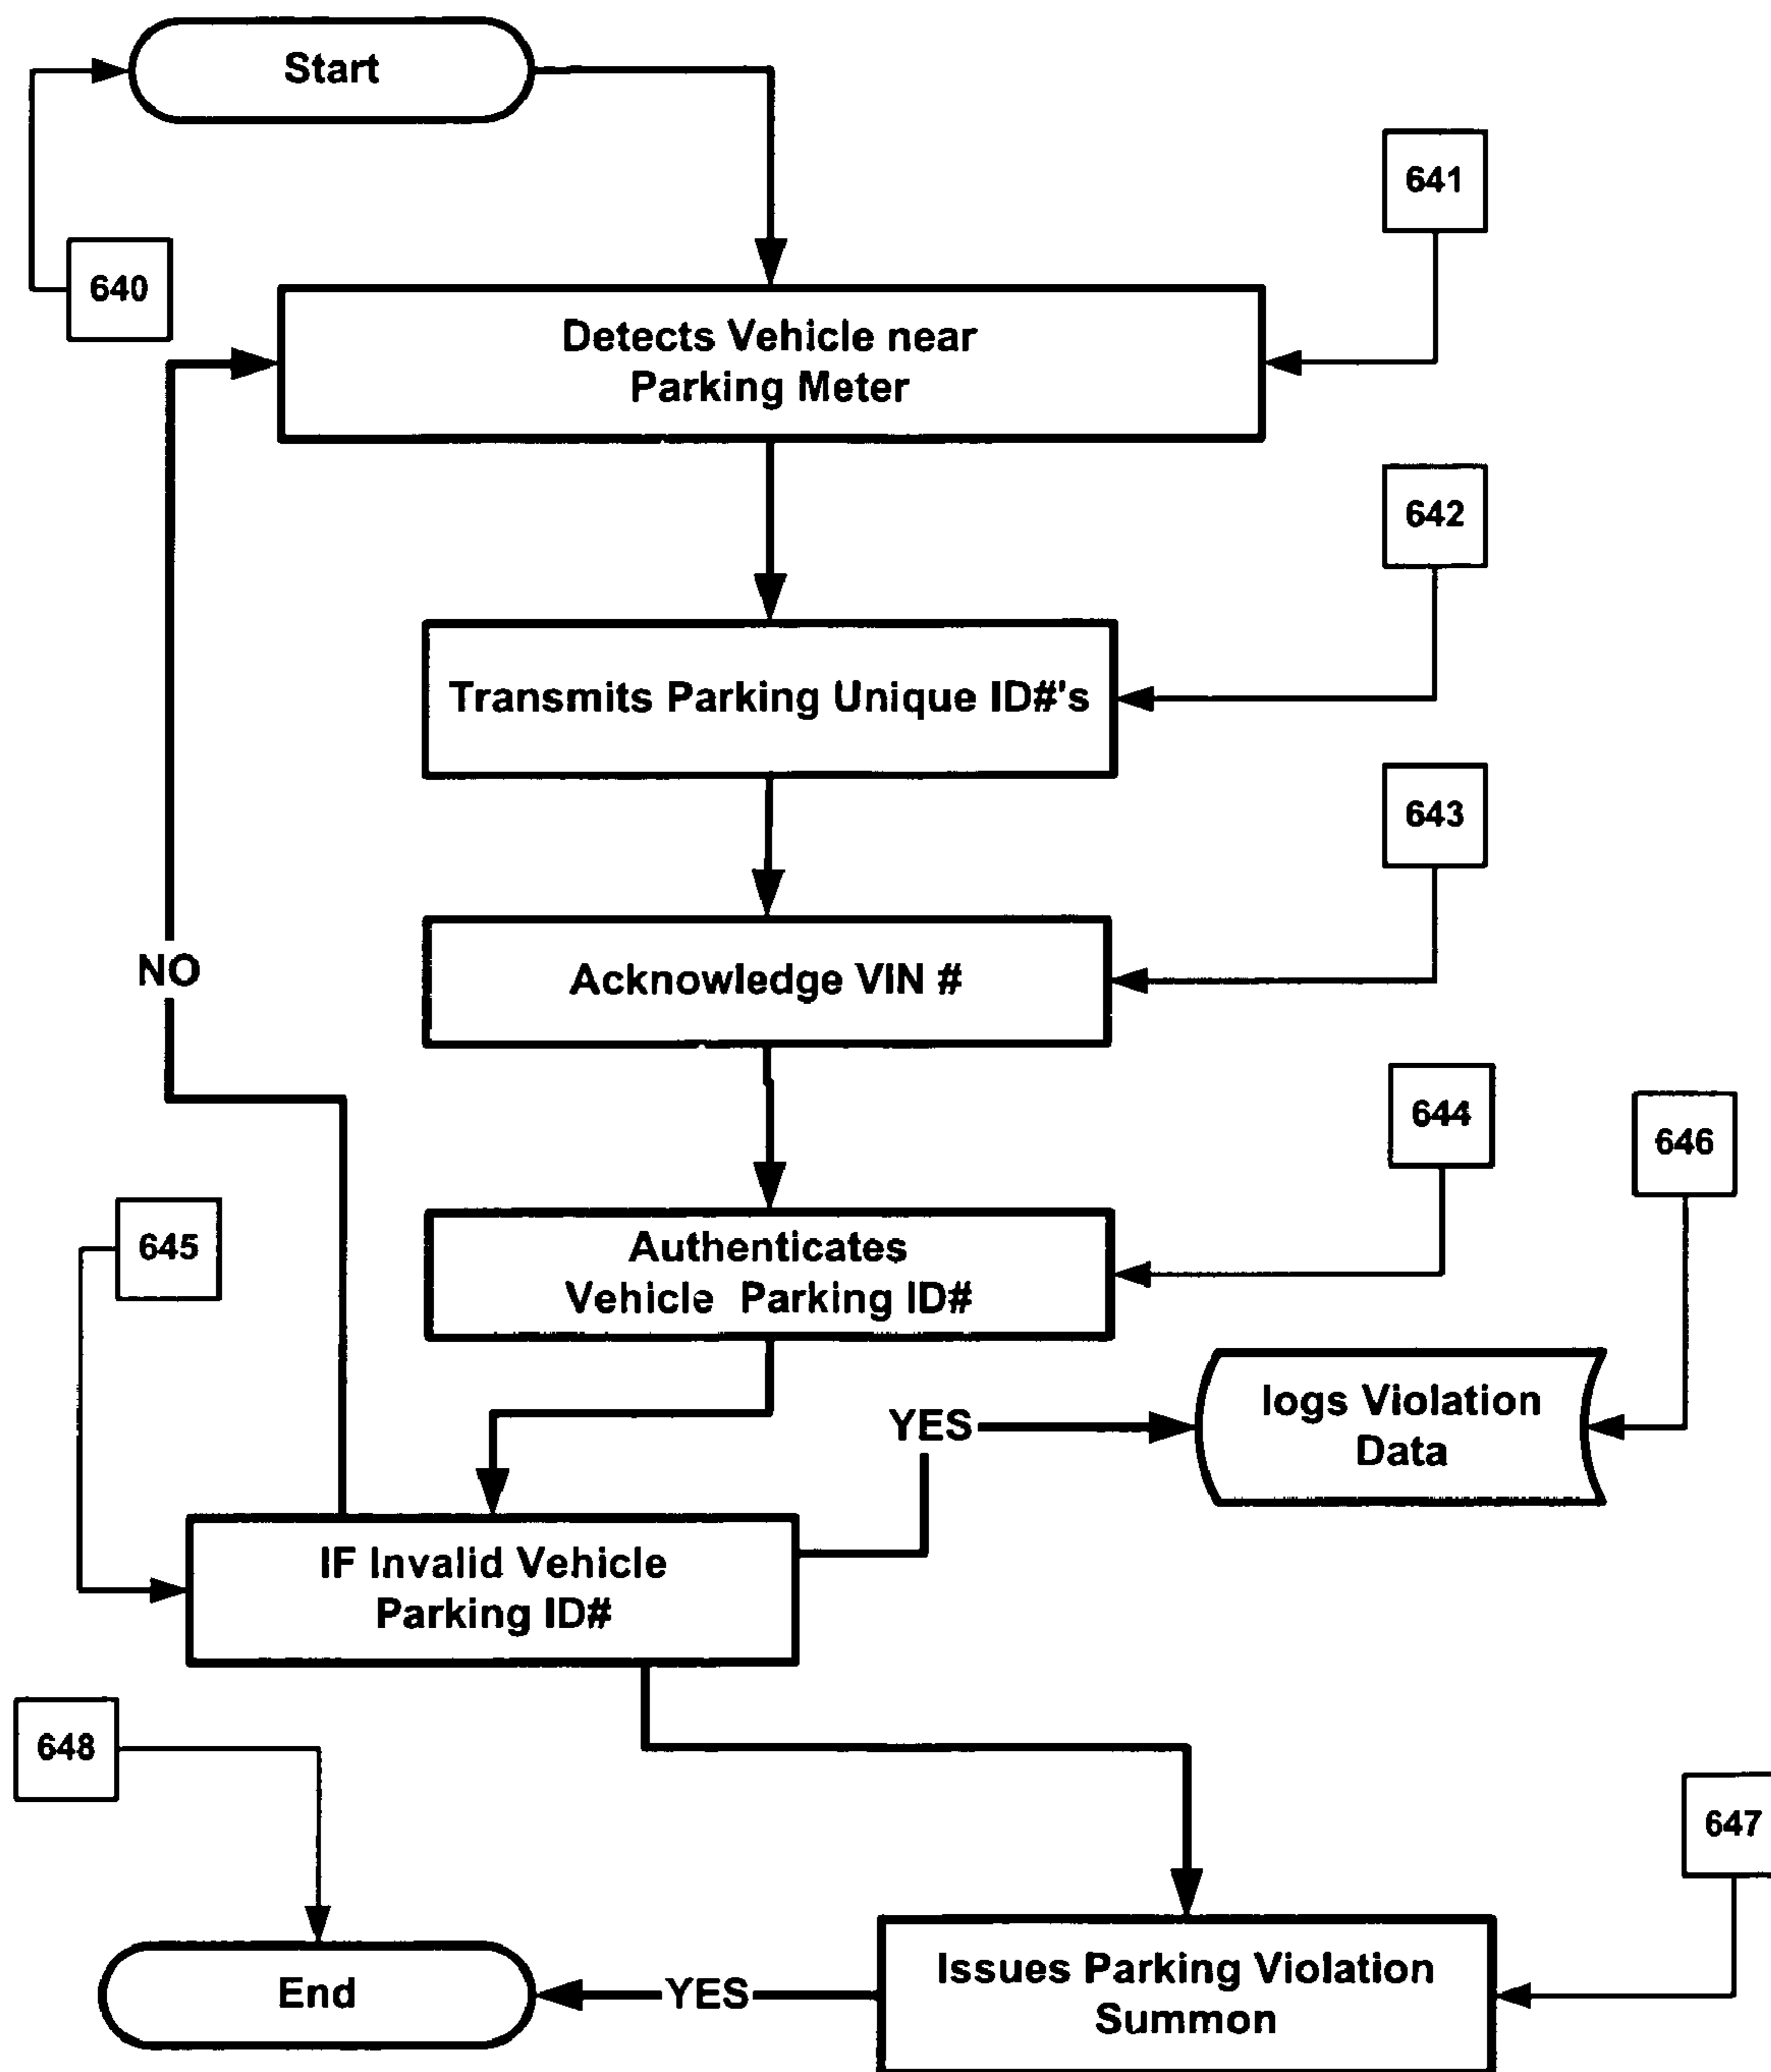 Start
641
640
Detects Vehicle near
Parking Meter
642
Transmits Parking Unique ID#'s
643
NO
Acknowledge VIN #
644
646
645
Authenticates
Vehicle Parking ID#
YES
logs Violation
Data
IF Invalid Vehicle
Parking ID#
648
647
End
YES
Issues Parking Violation
Summon